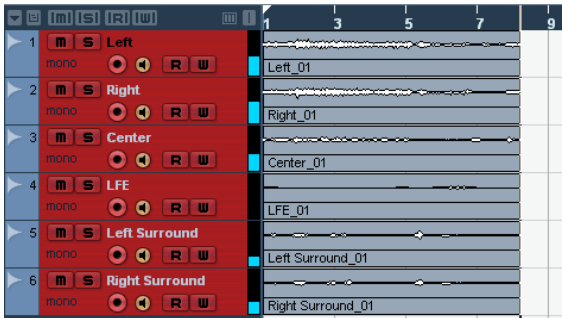 M S R W 1 3 5 7 9
1 m S Left
mono R W Left_01
2 m S Right
mono R W Right_01
3 m S Center
mono R W Center_01
4 m S LFE
mono R W LFE_01
5 m S Left Surround
mono R W Left Surround_01
6 m S Right Surround
mono R W Right Surround_01